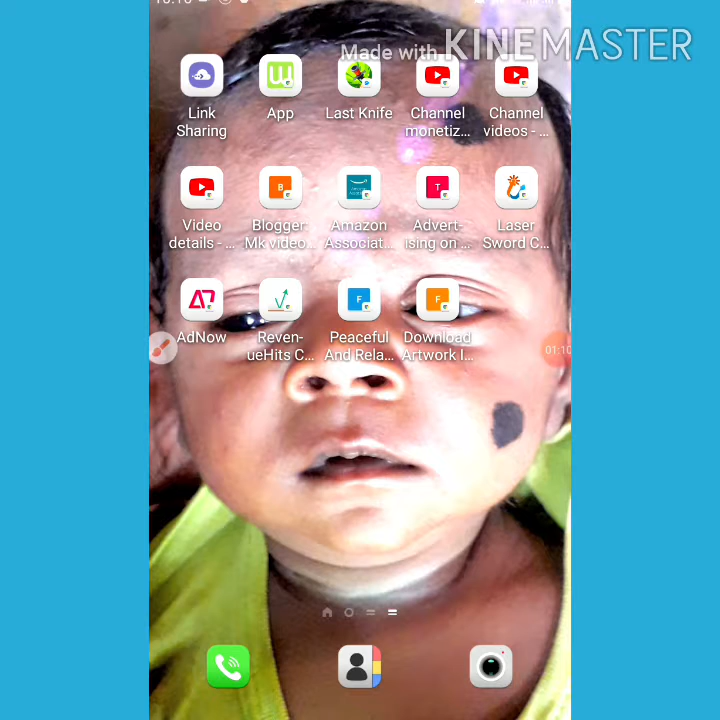 Made with KINEMASTER
Link
Sharing
App
Last Knife
Channel
monetiz...
Channel
videos - ...
Video
details - ...
Blogger:
Mk video...
Amazon
Associat...
Advert-
ising on ...
Laser
Sword C...
AdNow
Reven-
ueHits C...
Peaceful
And Rela...
Download
Artwork I...
01:10